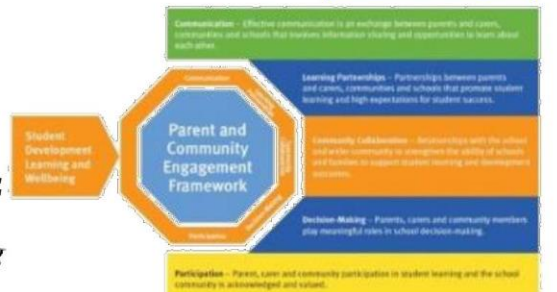 Communication – Effective communication is an exchange between parents and carers,
communities and schools that involves information sharing and opportunities to learn about
each other.
Learning Partnerships – Partnerships between parents
and carers, communities and schools that promote student
learning and high expectations for student success.
Student
Development
Learning and
Wellbeing
Communication
Parent and
Community
Engagement
Framework
Decision-Making
Participation
Community Collaboration – Relationships with the school
and wider community to strengthen the ability of schools
and families to support student learning and development
outcomes.
Decision-Making – Parents, carers and community members
play meaningful roles in school decision-making.
Participation – Parent, carer and community participation in student learning and the school
community is acknowledged and valued.